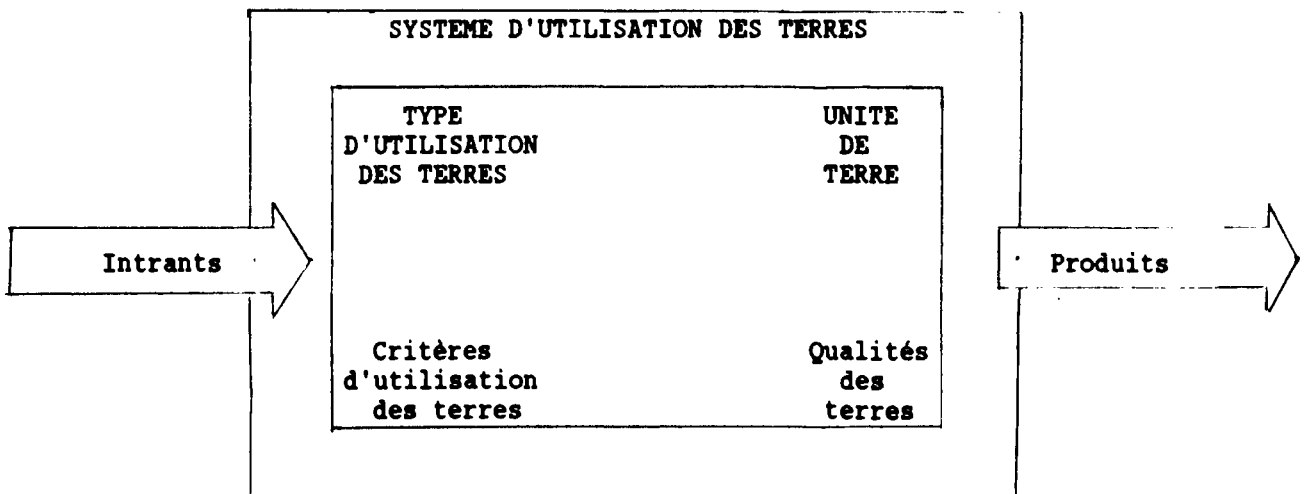 SYSTEME D'UTILISATION DES TERRES
TYPE
D'UTILISATION
DES TERRES
UNITE
DE
TERRE
Intrants
Produits
Critères
d'utilisation
des terres
Qualités
des
terres